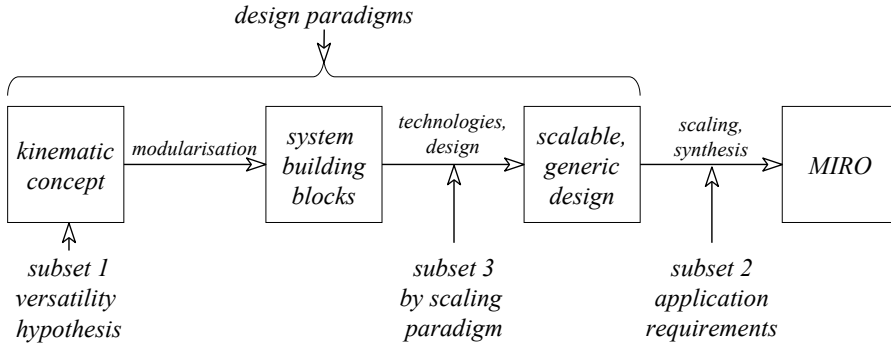 design paradigms
kinematic
concept
modularisation
system
building
blocks
technologies,
design
scalable,
generic
design
scaling,
synthesis
MIRO
subset 1
versatility
hypothesis
subset 3
by scaling
paradigm
subset 2
application
requirements